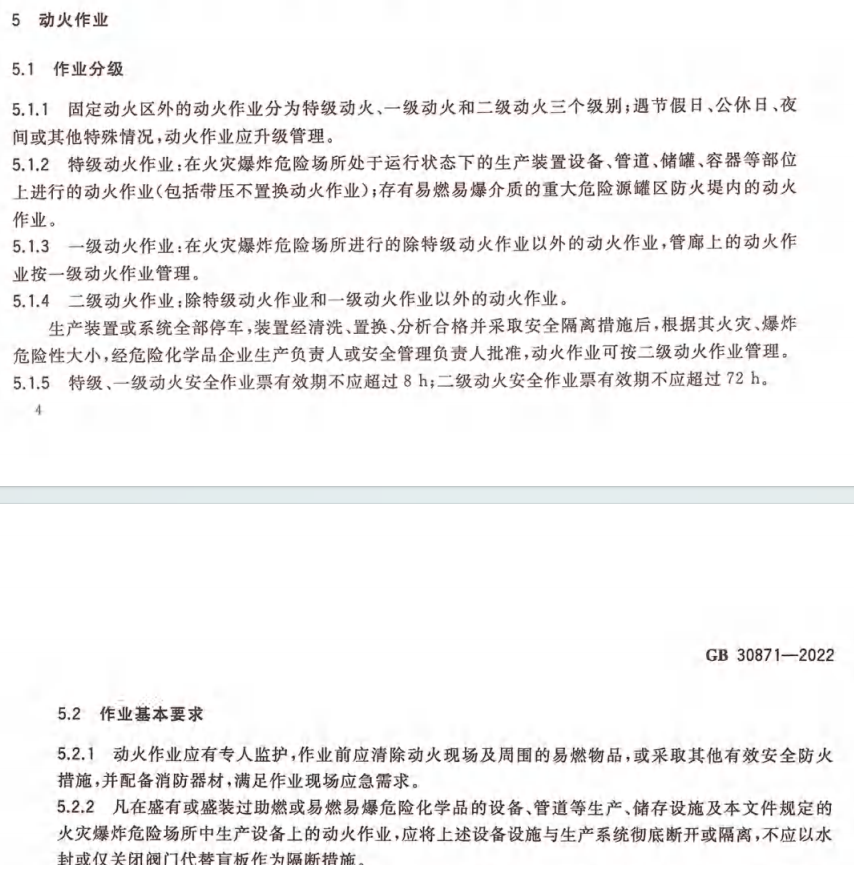 5 动火作业
5.1 作业分级
5.1.1 固定动火区外的动火作业分为特级动火、一级动火和二级动火三个级别;遇节假日、公休日、夜
间或其他特殊情况,动火作业应升级管理。
5.1.2 特级动火作业:在火灾爆炸危险场所处于运行状态下的生产装置设备、管道、储罐、容器等部位
上进行的动火作业(包括带压不置换动火作业);存有易燃易爆介质的重大危险源罐区防火堤内的动火
作业。
5.1.3 一级动火作业:在火灾爆炸危险场所进行的除特级动火作业以外的动火作业,管廊上的动火作
业按一级动火作业管理。
5.1.4 二级动火作业:除特级动火作业和一级动火作业以外的动火作业。
生产装置或系统全部停车,装置经清洗、置换、分析合格并采取安全隔离措施后,根据其火灾、爆炸
危险性大小,经危险化学品企业生产负责人或安全管理负责人批准,动火作业可按二级动火作业管理。
5.1.5 特级、一级动火安全作业票有效期不应超过 8 h;二级动火安全作业票有效期不应超过 72 h。
4
GB 30871—2022
5.2 作业基本要求
5.2.1 动火作业应有专人监护,作业前应清除动火现场及周围的易燃物品,或采取其他有效安全防火
措施,并配备消防器材,满足作业现场应急需求。
5.2.2 凡在盛有或盛装过助燃或易燃易爆危险化学品的设备、管道等生产、储存设施及本文件规定的
火灾爆炸危险场所中生产设备上的动火作业,应将上述设备设施与生产系统彻底断开或隔离,不应以水
封或仅关闭阀门代替盲板作为隔断措施。